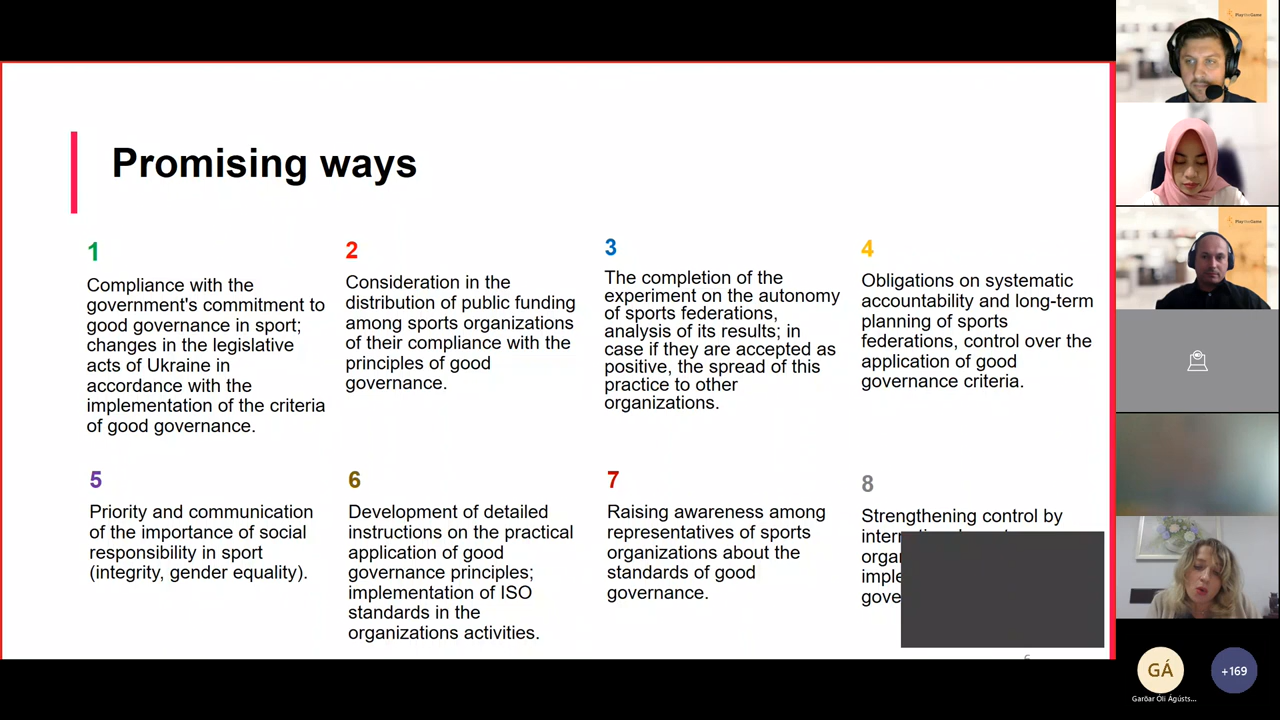 Promising ways
1
Compliance with the
government's commitment to
good governance in sport;
changes in the legislative
acts of Ukraine in
accordance with the
implementation of the criteria
of good governance.
2
Consideration in the
distribution of public funding
among sports organizations
of their compliance with the
principles of good
governance.
3
The completion of the
experiment on the autonomy
of sports federations,
analysis of its results; in
case if they are accepted as
positive, the spread of this
practice to other
organizations.
4
Obligations on systematic
accountability and long-term
planning of sports
federations, control over the
application of good
governance criteria.
5
Priority and communication
of the importance of social
responsibility in sport
(integrity, gender equality).
6
Development of detailed
instructions on the practical
application of good
governance principles;
implementation of ISO
standards in the
organizations activities.
7
Raising awareness among
representatives of sports
organizations about the
standards of good
governance.
8
Strengthening control by
GÁ
+169
Garðar Óli Ágústs...